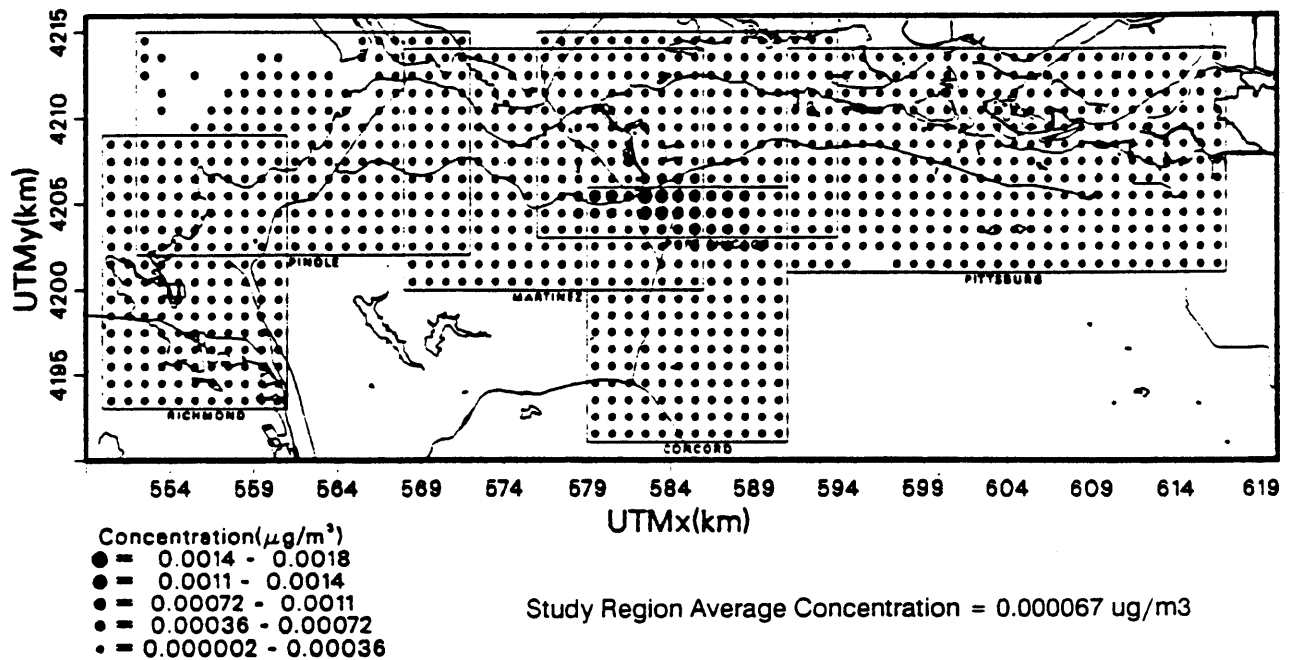 4215
4210
4205
4200
4195
UTMy(km)
PINOLE
MARTINEZ
PITTSBURG
RICHMOND
CONCORD
554 559 564 569 574 579 584 589 594 599 604 609 614 619
UTMx(km)
Concentration(μg/m³)
= 0.0014 - 0.0018
= 0.0011 - 0.0014
= 0.00072 - 0.0011
= 0.00036 - 0.00072
= 0.000002 - 0.00036
Study Region Average Concentration = 0.000067 ug/m3